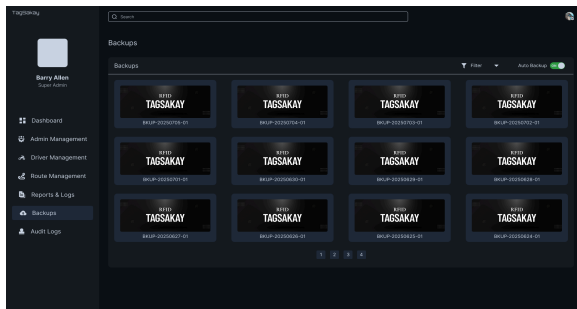 TagSakay
Search
Backups
Barry Allen
Super Admin
Dashboard
Admin Management
Driver Management
Route Management
Reports & Logs
Backups
Audit Logs
Backups
Filter
Auto Backup
RFID
TAGSAKAY
BKUP-20250705-01
RFID
TAGSAKAY
BKUP-20250704-01
RFID
TAGSAKAY
BKUP-20250703-01
RFID
TAGSAKAY
BKUP-20250702-01
RFID
TAGSAKAY
BKUP-20250701-01
RFID
TAGSAKAY
BKUP-20250630-01
RFID
TAGSAKAY
BKUP-20250629-01
RFID
TAGSAKAY
BKUP-20250628-01
RFID
TAGSAKAY
BKUP-20250627-01
RFID
TAGSAKAY
BKUP-20250626-01
RFID
TAGSAKAY
BKUP-20250625-01
RFID
TAGSAKAY
BKUP-20250624-01
1 2 3 4